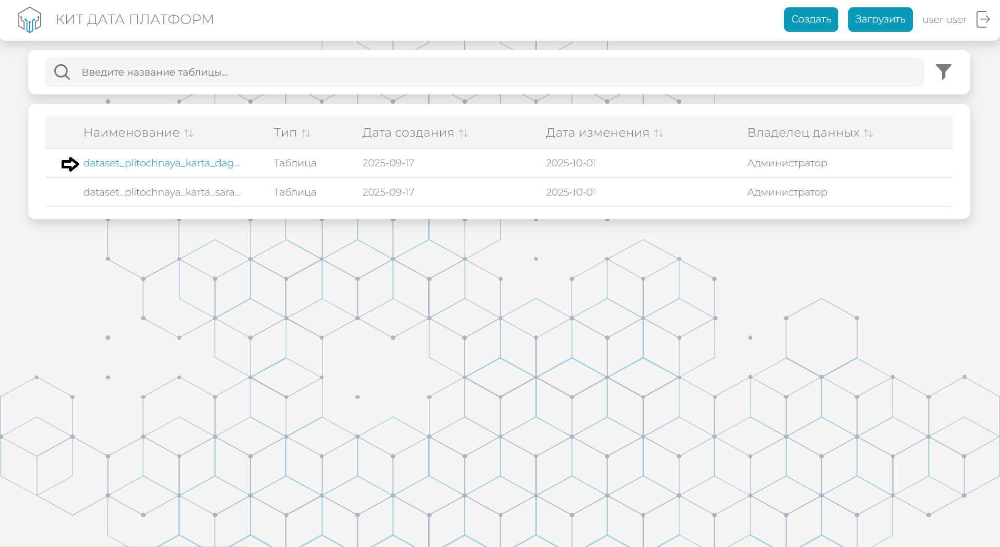 КИТ ДАТА ПЛАТФОРМ
Создать
Загрузить
user user
Введите название таблицы...
Наименование Тип Дата создания Дата изменения Владелец данных
dataset_plitochnaya_karta_dag... Таблица 2025-09-17 2025-10-01 Администратор
dataset_plitochnaya_karta_sara... Таблица 2025-09-17 2025-10-01 Администратор